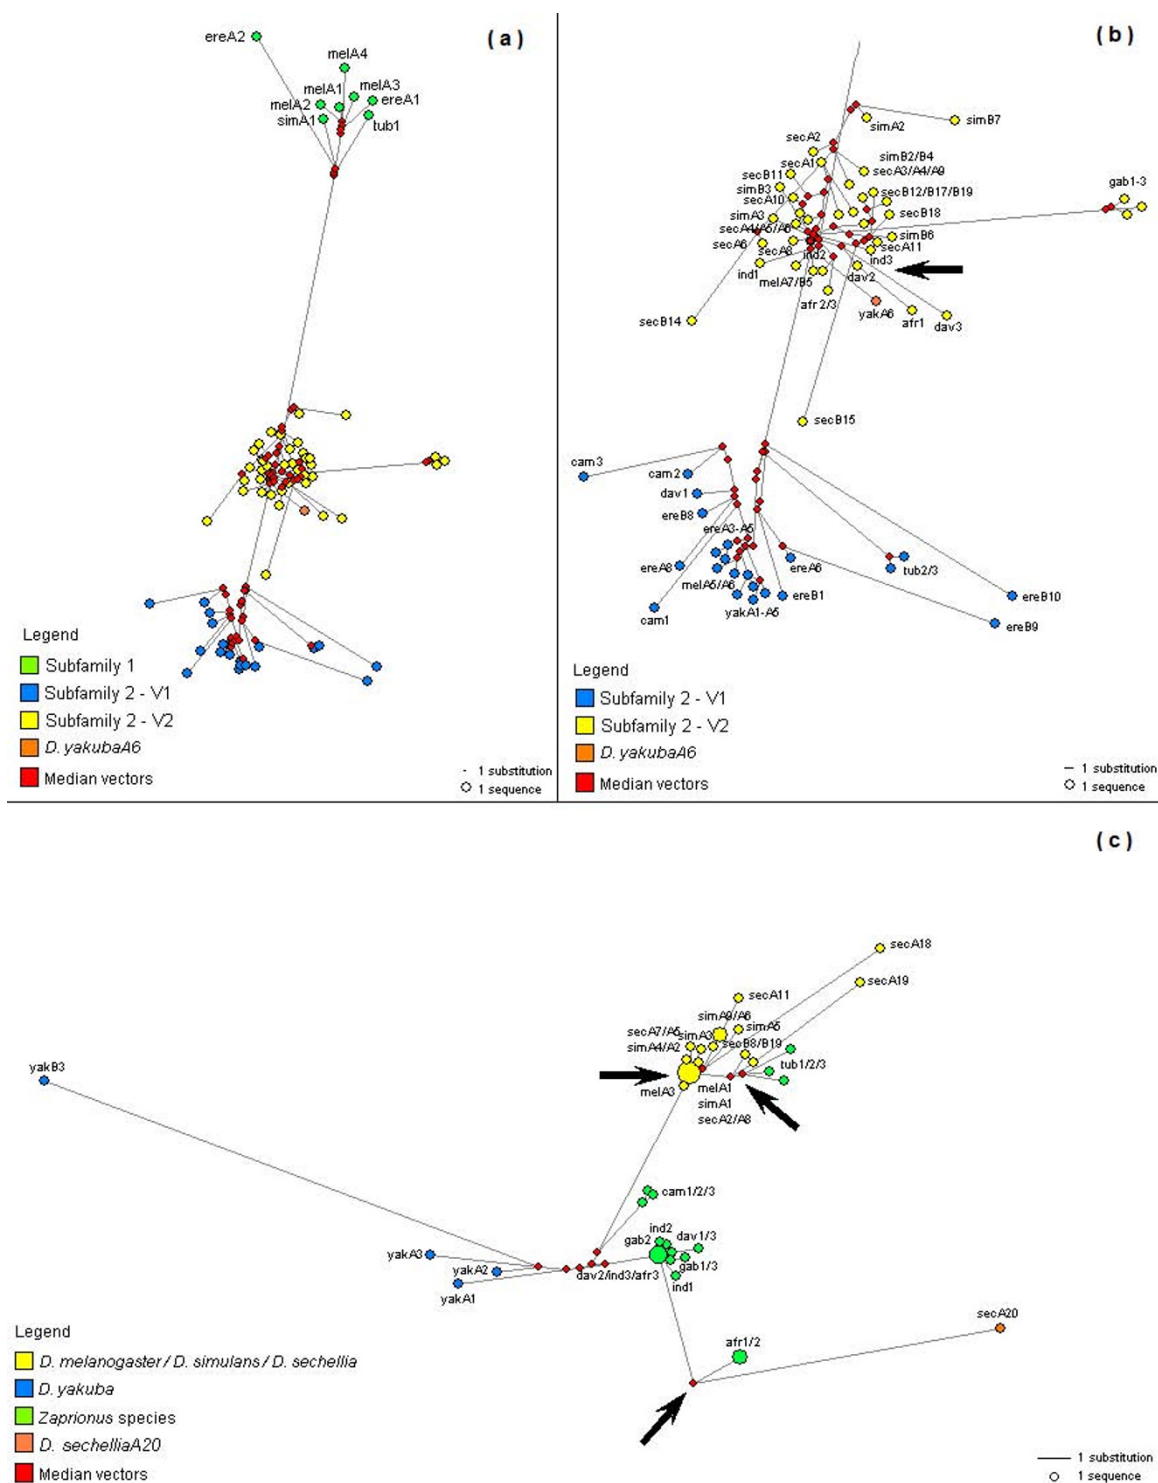 ( a )
ereA2
melA4
melA1
melA3
melA2
ereA1
simA1
tub1
Legend
Subfamily 1
Subfamily 2 - V1
Subfamily 2 - V2
D. yakubaA6
Median vectors
1 substitution
1 sequence
( b )
simA2
simB7
secA2
simB2/B4
secA1
secA3/A4/A9
secB11
gab1-3
simB3
secB12/B17/B19
secA10
simA3
secB18
secA4/A5/A6
simB6
secA6
secA8
secA11
ind2
ind3
ind1
dav2
melA7/B5
afr2/3
yakA6
afr1
dav3
secB14
secB15
cam3
cam2
dav1
ereB8
ereA3-A5
ereA8
ereA6
tub2/3
melA5/A6
cam1
yakA1-A5
ereB1
ereB10
ereB9
Legend
Subfamily 2 - V1
Subfamily 2 - V2
D. yakubaA6
Median vectors
1 substitution
1 sequence
( c )
secA18
secA19
secA11
simA9/A6
secA7/A5
simA3
simA5
simA4/A2
secB8/B19
tub1/2/3
yakB3
melA3
melA1
simA1
secA2/A8
cam1/2/3
ind2
dav1/3
gab2
yakA3
yakA2
dav2/ind3/afr3
gab1/3
ind1
yakA1
secA20
afr1/2
Legend
D. melanogaster / D. simulans / D. sechellia
D. yakuba
Zaprionus species
D. sechelliaA20
Median vectors
1 substitution
1 sequence